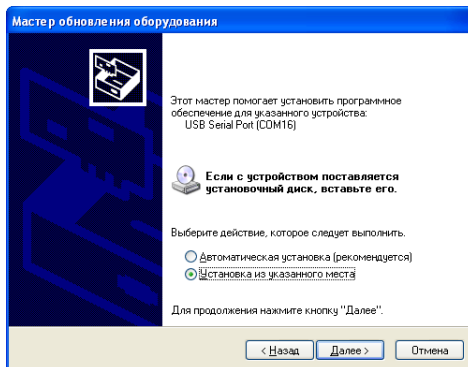 Мастер обновления оборудования
Этот мастер помогает установить программное
обеспечение для указанного устройства:
USB Serial Port (COM16)
Если с устройством поставляется
установочный диск, вставьте его.
Выберите действие, которое следует выполнить.
Автоматическая установка (рекомендуется)
Установка из указанного места
Для продолжения нажмите кнопку "Далее".
< Назад Далее > Отмена